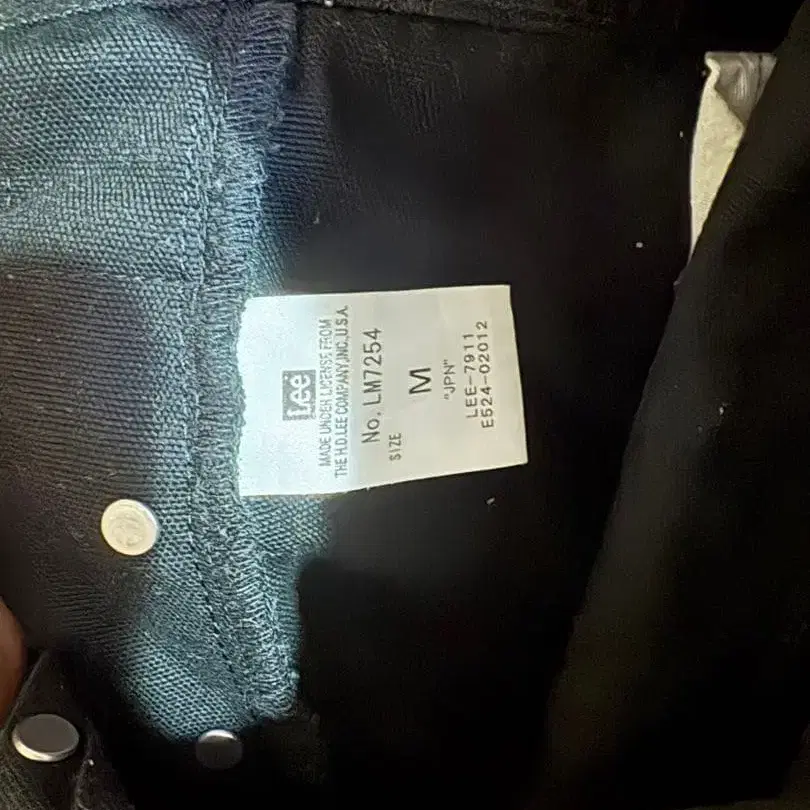 Lee
MADE UNDER LICENSE FROM
THE H.D.LEE COMPANY,INC.,U.S.A.
No. LM7254
SIZE
M
"JPN"
LEE-7911
E524-02012